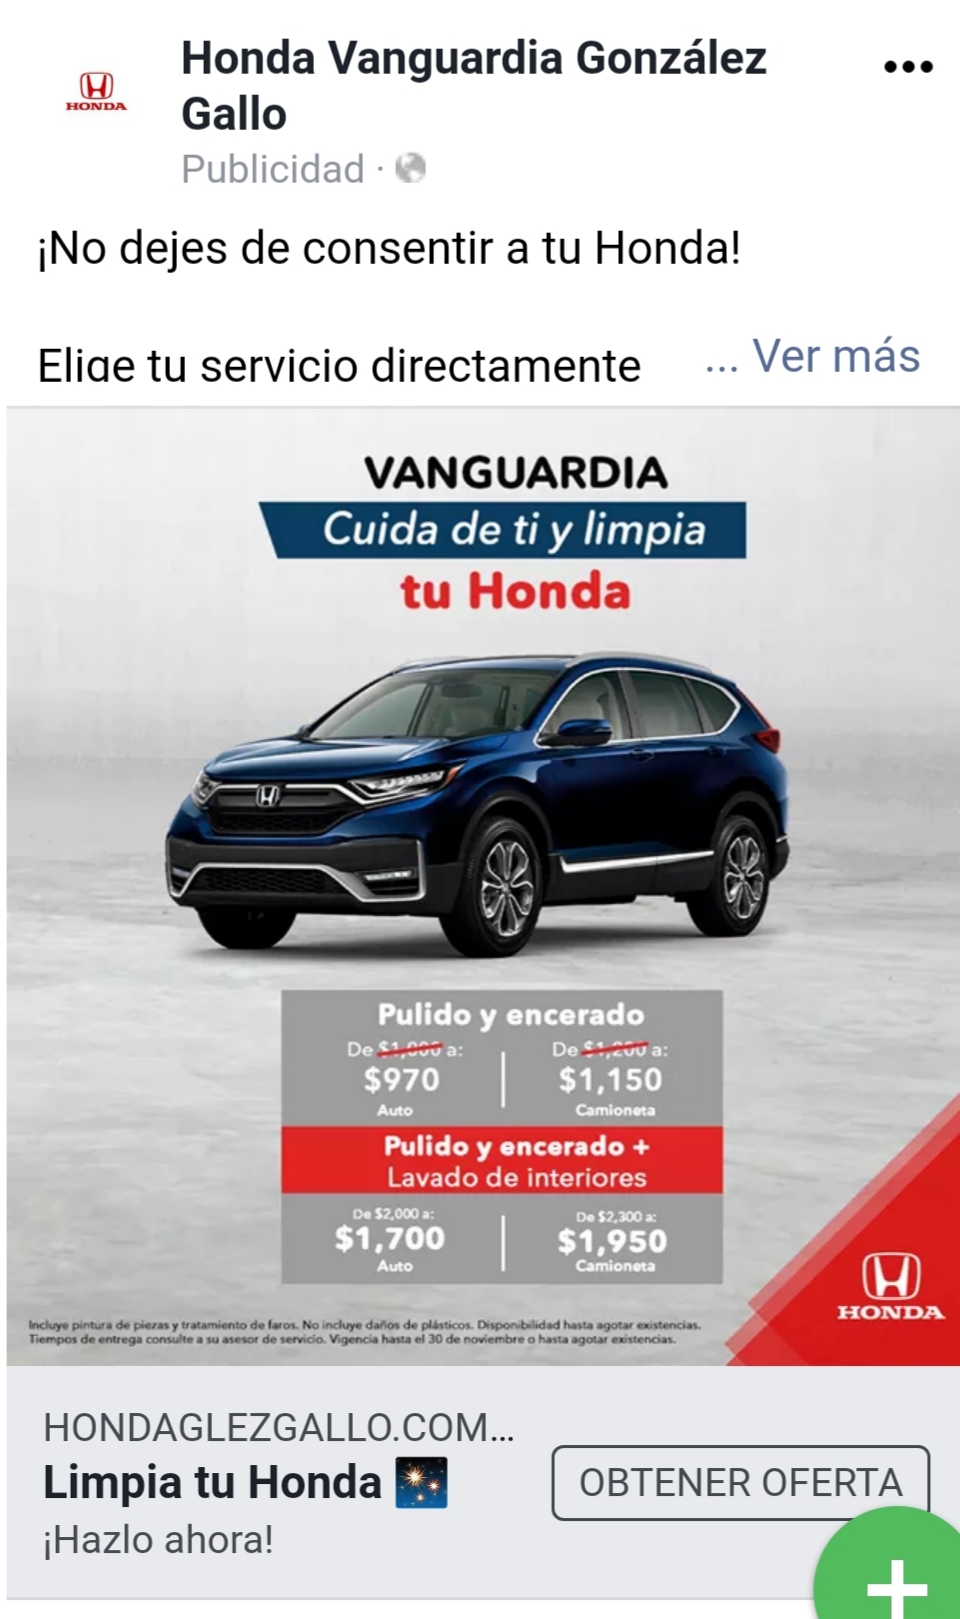 Honda Vanguardia González
Gallo
HONDA
Publicidad ·
¡No dejes de consentir a tu Honda!
Elige tu servicio directamente
... Ver más
VANGUARDIA
Cuida de ti y limpia
tu Honda
Pulido y encerado
De $1,000 a:
De $1,200 a:
$970
$1,150
Auto
Camioneta
Pulido y encerado +
Lavado de interiores
De $2,000 a:
De $2,300 a:
$1,700
$1,950
Auto
Camioneta
HONDA
Incluye pintura de piezas y tratamiento de faros. No incluye daños de plásticos. Disponibilidad hasta agotar existencias.
Tiempos de entrega consulte a su asesor de servicio. Vigencia hasta el 30 de noviembre o hasta agotar existencias.
HONDAGLEZGALLO.COM...
Limpia tu Honda
¡Hazlo ahora!
OBTENER OFERTA